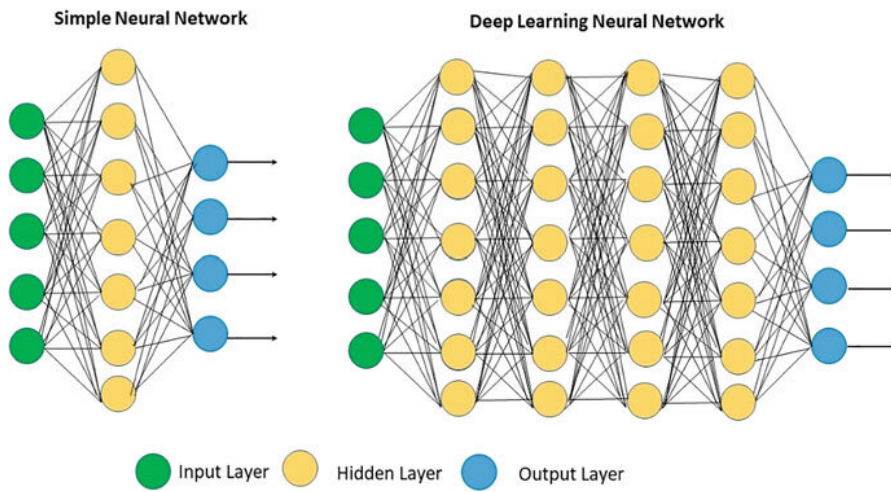 Simple Neural Network
Deep Learning Neural Network
Input Layer
Hidden Layer
Output Layer